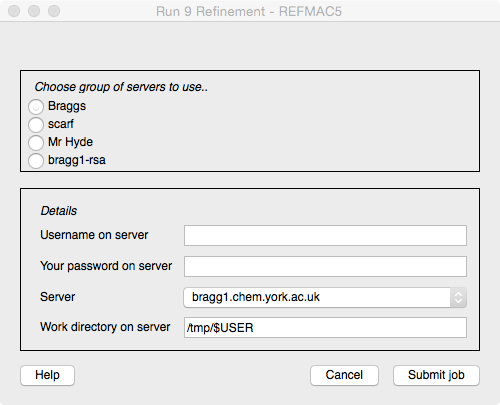 Run 9 Refinement - REFMAC5
Choose group of servers to use..
Braggs
scarf
Mr Hyde
bragg1-rsa
Details
Username on server
Your password on server
Server bragg1.chem.york.ac.uk
Work directory on server /tmp/$USER
Help Cancel Submit job